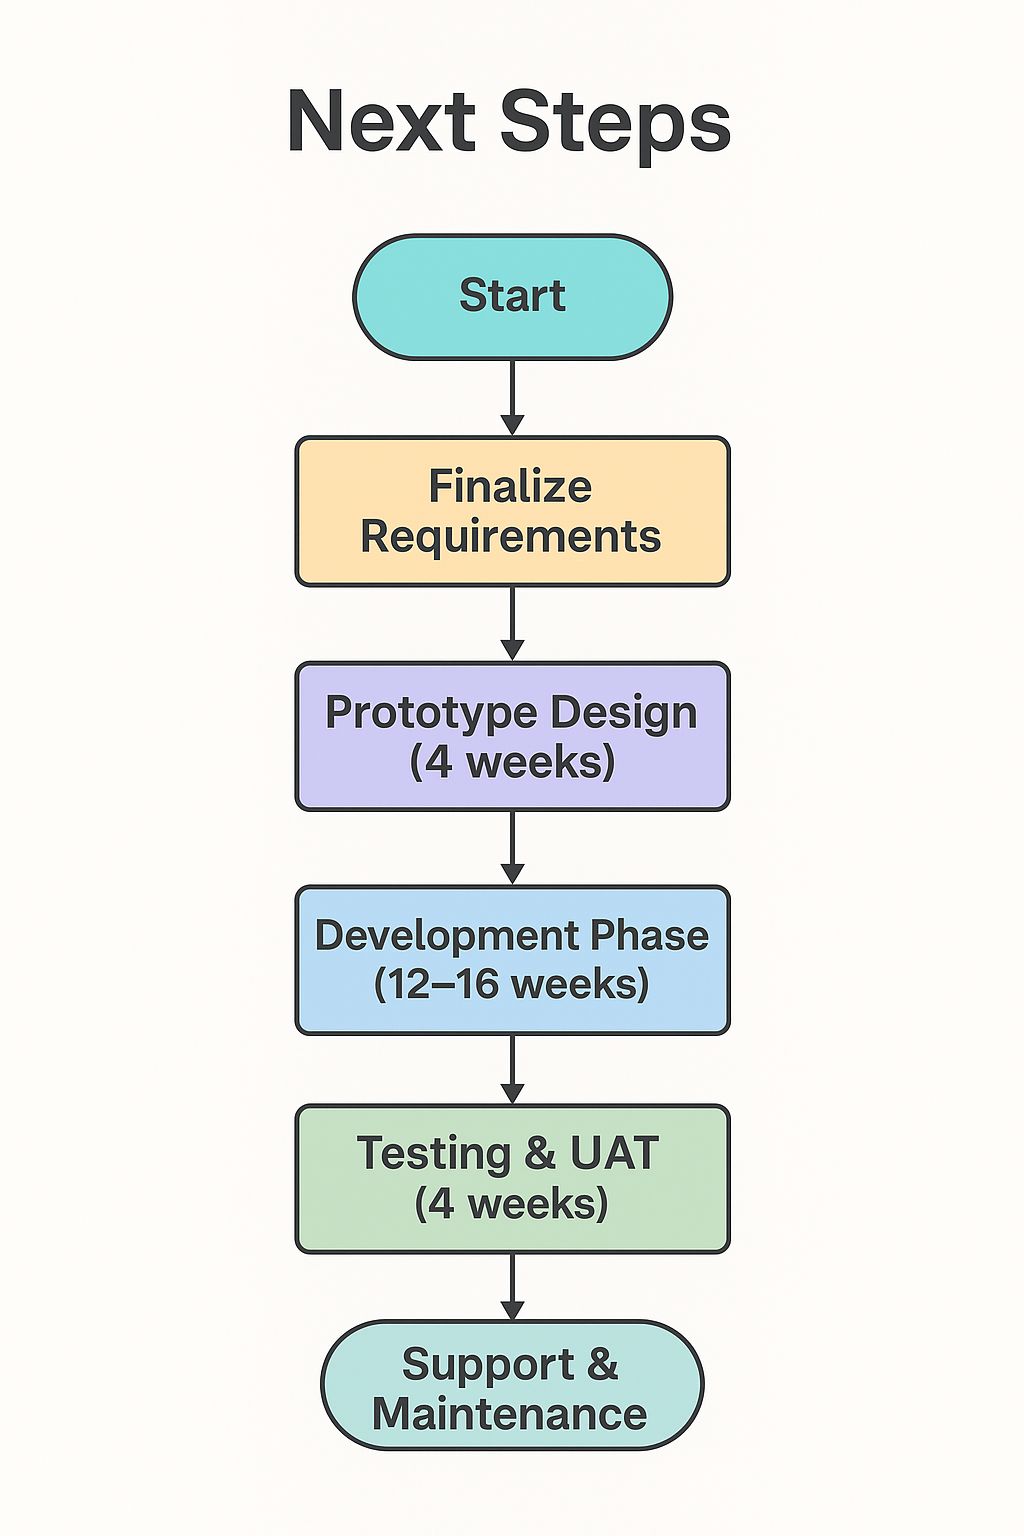 Next Steps
Start
Finalize
Requirements
Prototype Design
(4 weeks)
Development Phase
(12–16 weeks)
Testing & UAT
(4 weeks)
Support &
Maintenance